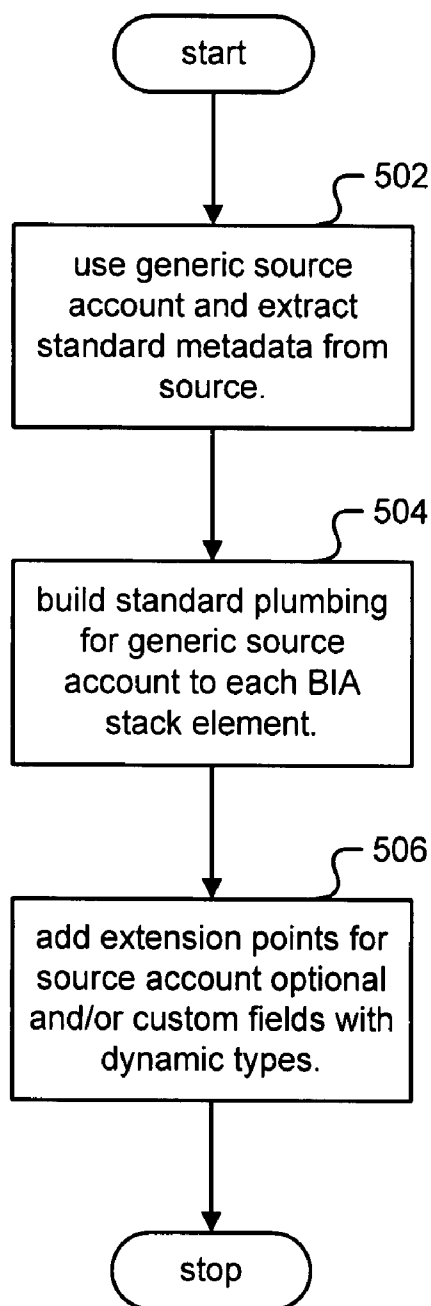 start
502
use generic source
account and extract
standard metadata from
source.
504
build standard plumbing
for generic source
account to each BIA
stack element.
506
add extension points for
source account optional
and/or custom fields with
dynamic types.
stop